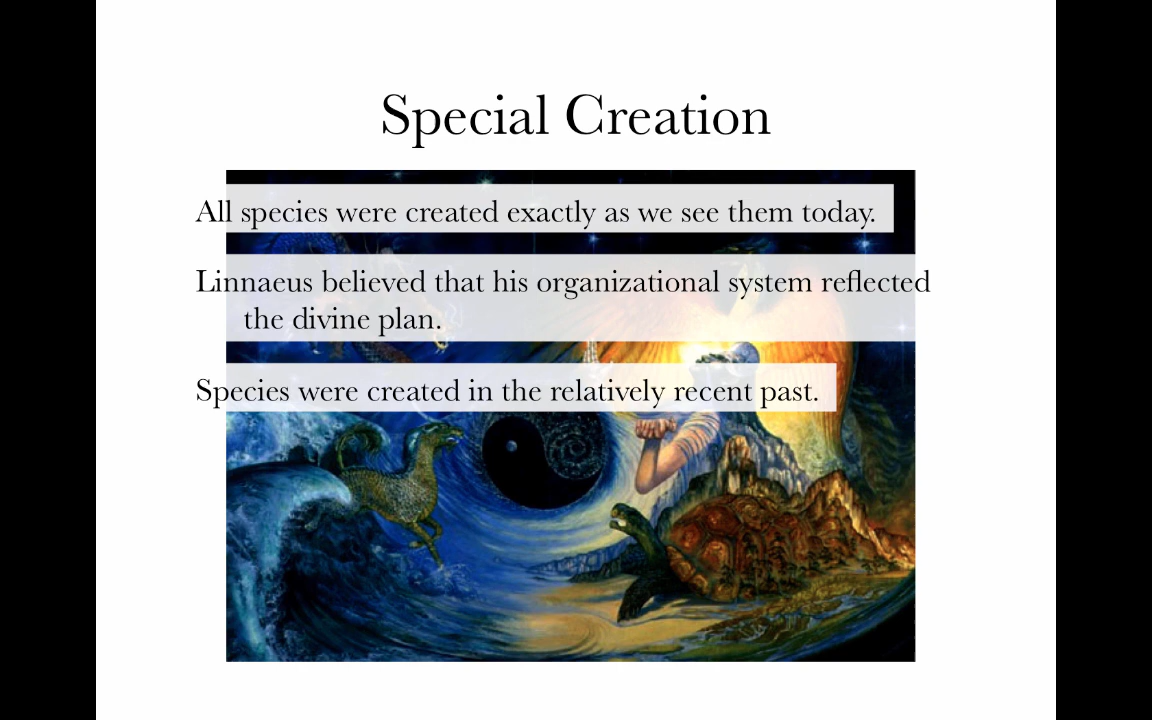 Special Creation
All species were created exactly as we see them today.
Linnaeus believed that his organizational system reflected
the divine plan.
Species were created in the relatively recent past.